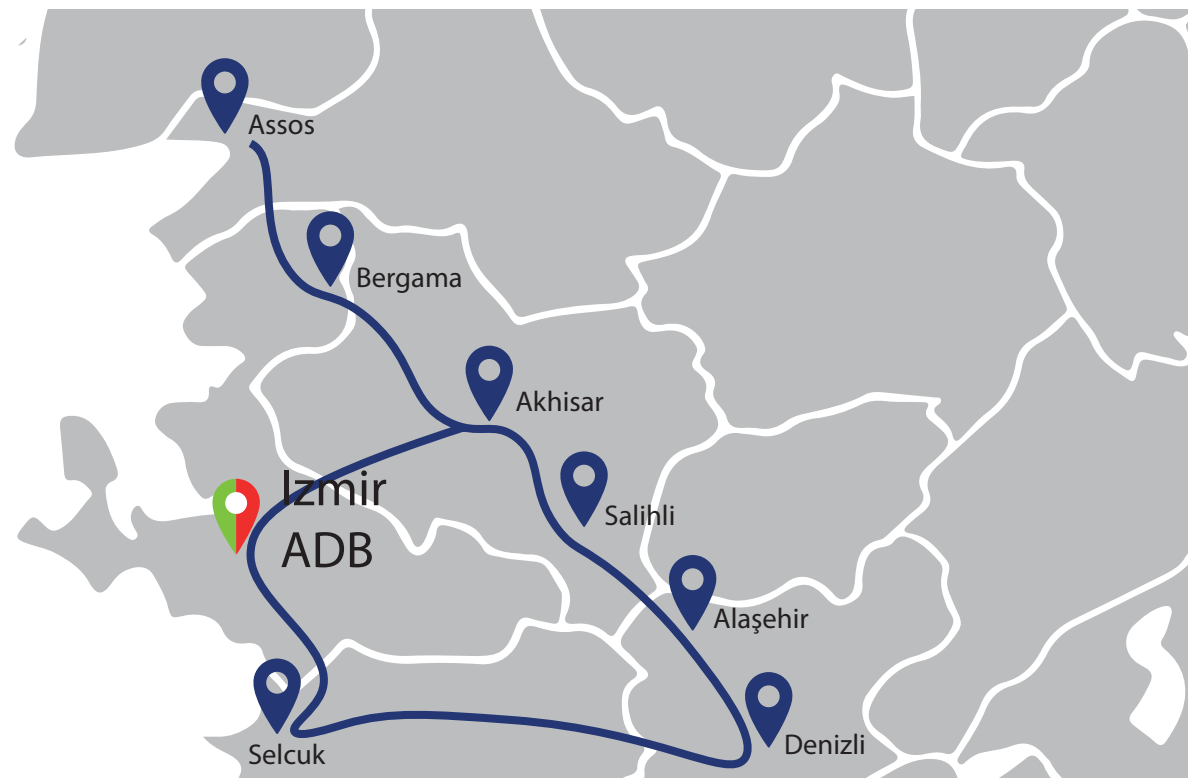 Assos
Bergama
Akhisar
Izmir
ADB
Salihli
Alaşehir
Selcuk
Denizli